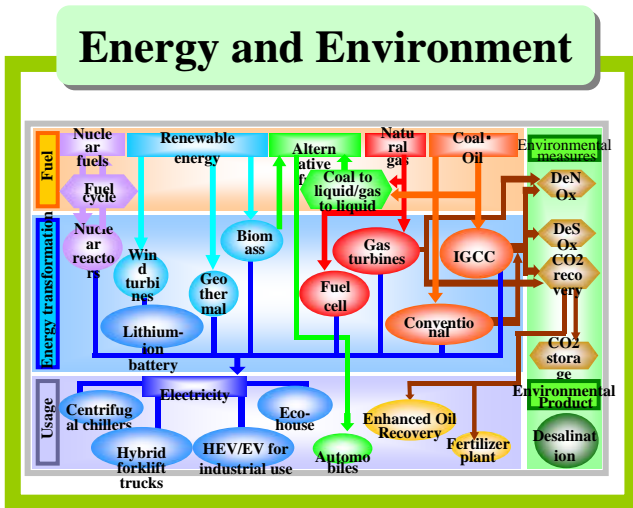 Energy and Environment
Fuel
Nucle
ar
fuels
Renewable
energy
Altern
ative
Natu
ral
gas
Coal・
Oil
Environmental
measures
Fuel
cycle
Coal to
liquid/gas
to liquid
DeN
Ox
Energy transformation
Nucle
ar
reacto
rs
Win
d
turbi
nes
Geo
ther
mal
Biom
ass
Gas
turbines
Fuel
cell
IGCC
Conventio
nal
DeS
Ox
CO2
reco
very
Lithium-
ion
battery
CO2
stora
ge
Usage
Electricity
Centrifug
al chillers
Hybrid
forklift
trucks
HEV/EV for
industrial use
Eco-
house
Automo
biles
Enhanced Oil
Recovery
Fertilizer
plant
Environmental
Product
Desalinat
ion